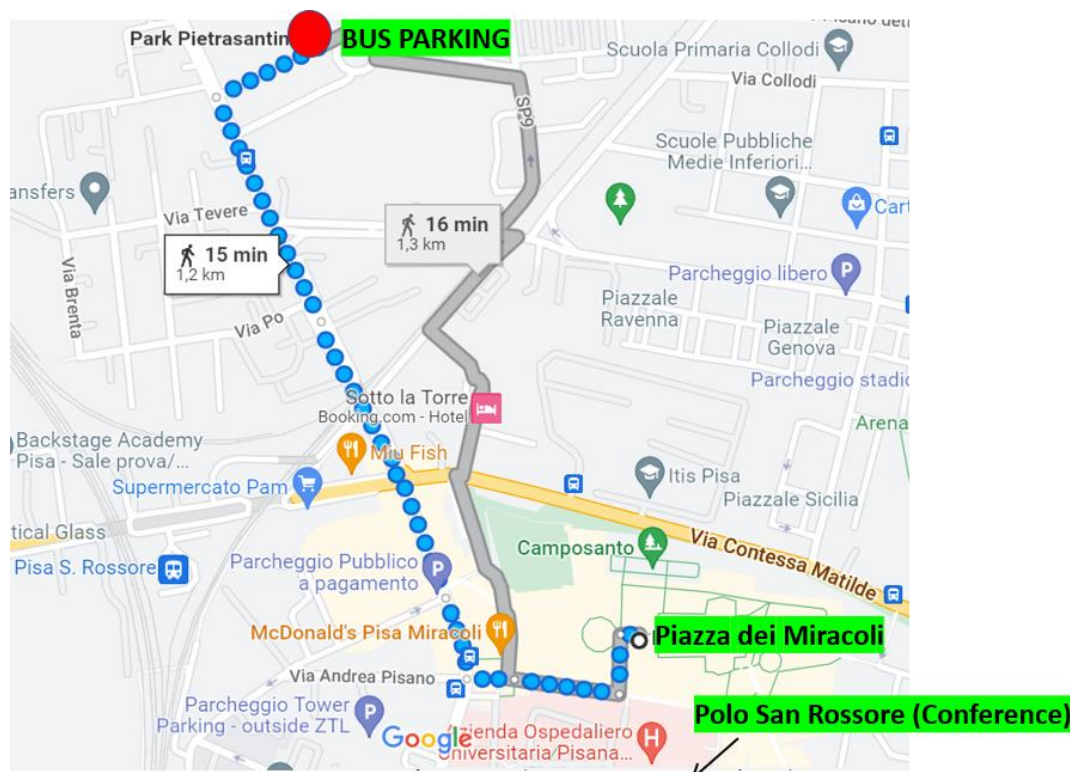 Park Pietrasantin
BUS PARKING
Scuola Primaria Collodi
Via Collodi
SP9
Scuole Pubbliche
Medie Inferiori...
ansfers
Cart
Via Tevere
16 min
1,3 km
15 min
1,2 km
Via Brenta
Parcheggio libero
P
Piazzale
Ravenna
Via Po
Piazzale
Genova
Parcheggio stadio
Sotto la Torre
Booking.com - Hotel
Arena
Backstage Academy
Pisa - Sale prova/...
Miu Fish
Itis Pisa
Supermercato Pam
Piazzale Sicilia
tical Glass
Camposanto
Via Contessa Matilde
Pisa S. Rossore
Parcheggio Pubblico
a pagamento
P
McDonald's Pisa Miracoli
Piazza dei Miracoli
Via Andrea Pisano
Parcheggio Tower
Parking - outside ZTL
P
Google
Azienda Ospedaliero
Universitaria Pisana...
H
Polo San Rossore (Conference)